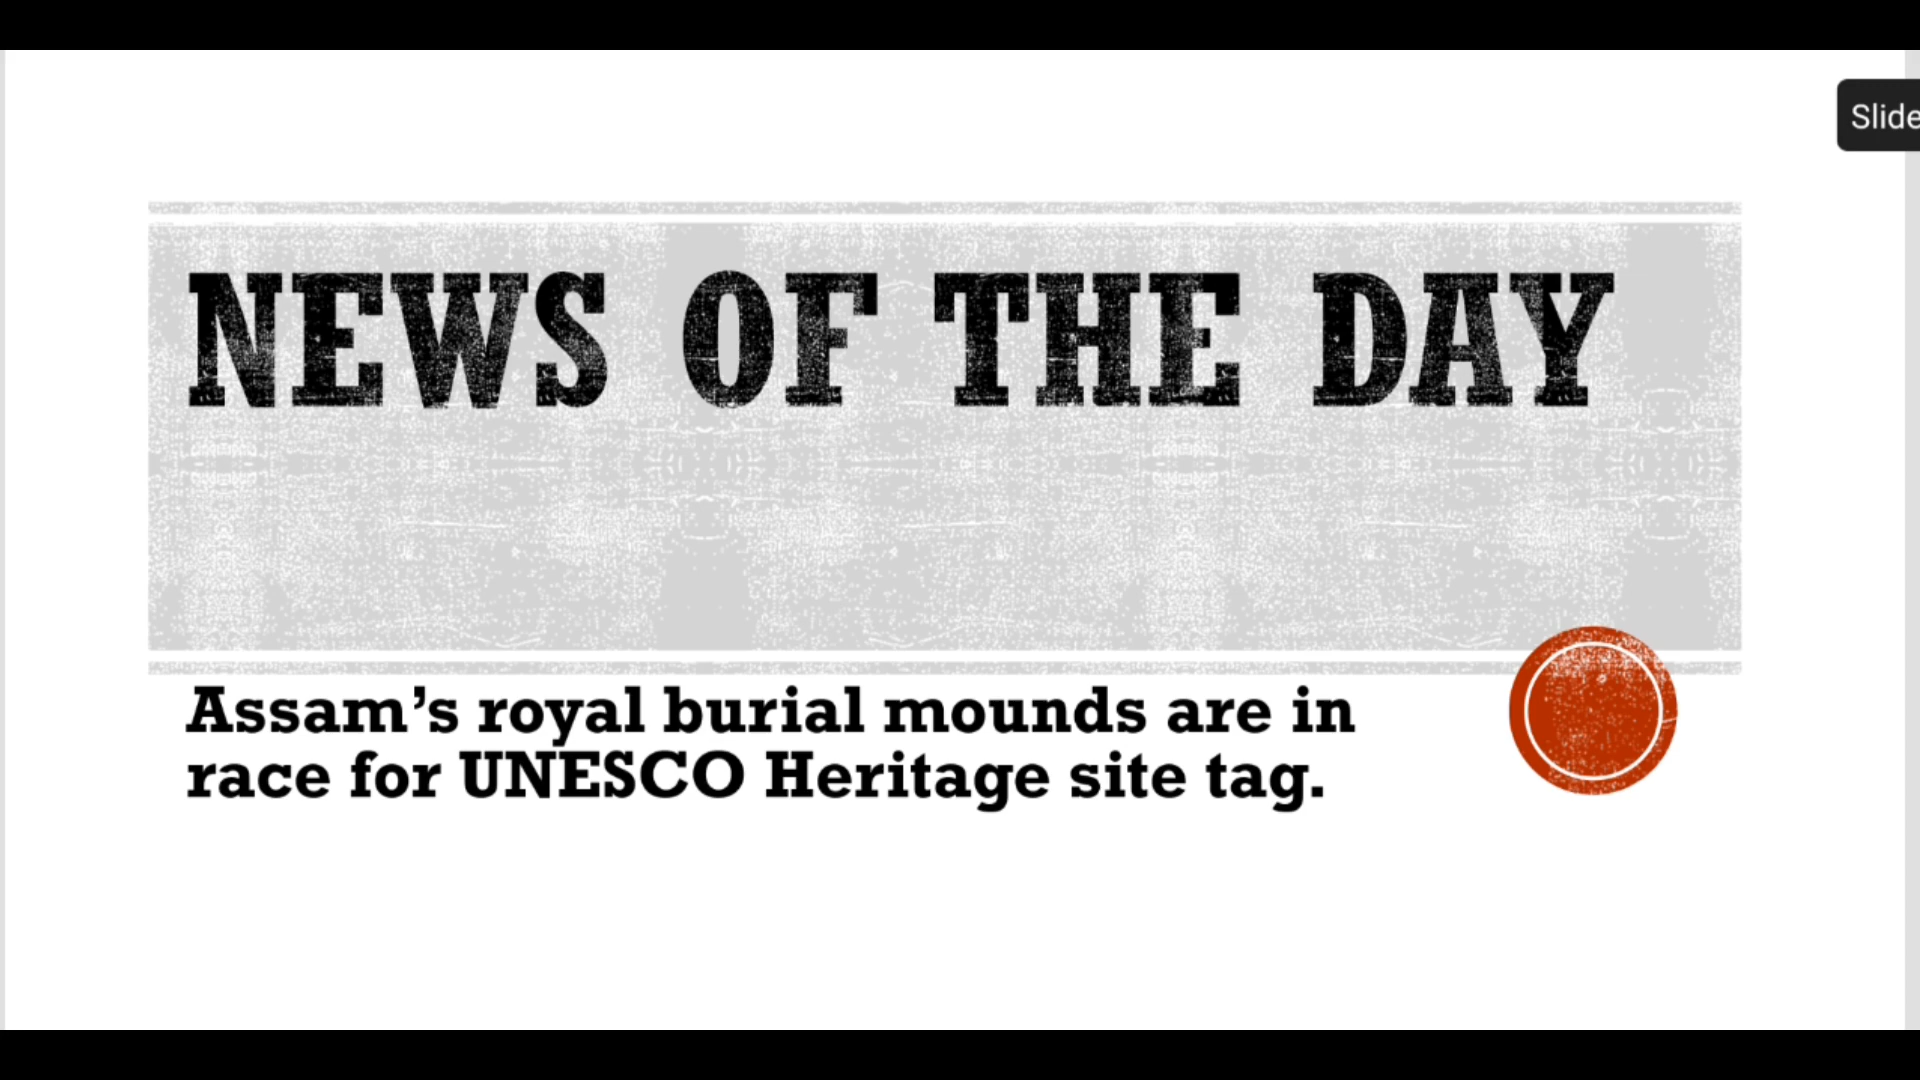 Slide
NEWS OF THE DAY
Assam’s royal burial mounds are in
race for UNESCO Heritage site tag.